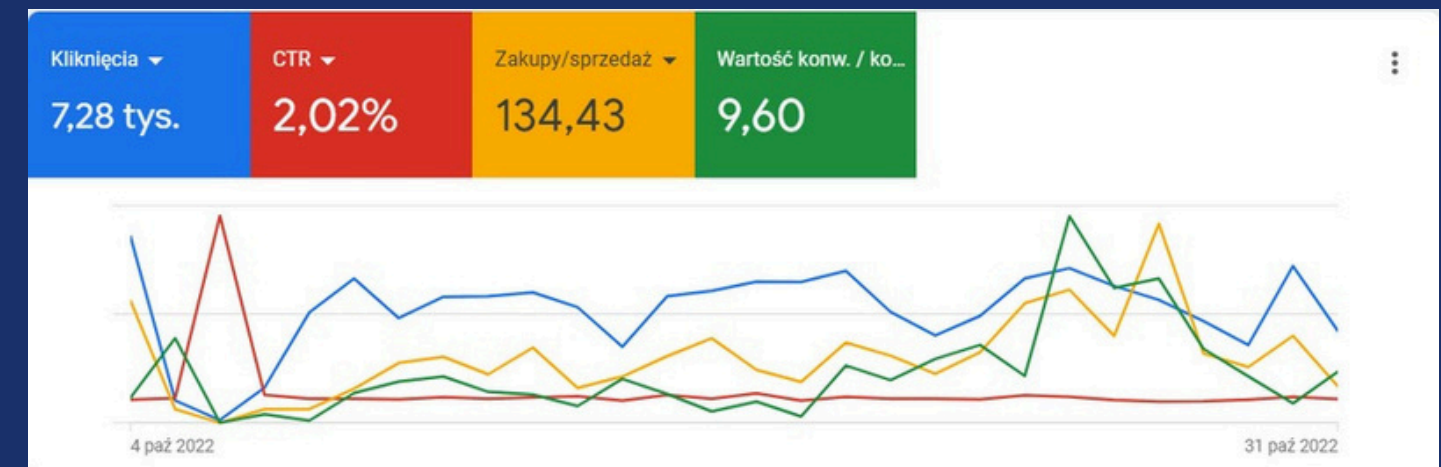 Kliknięcia
7,28 tys.
CTR
2,02%
Zakupy/sprzedaż
134,43
Wartość konw. / ko...
9,60
4 paź 2022
31 paź 2022